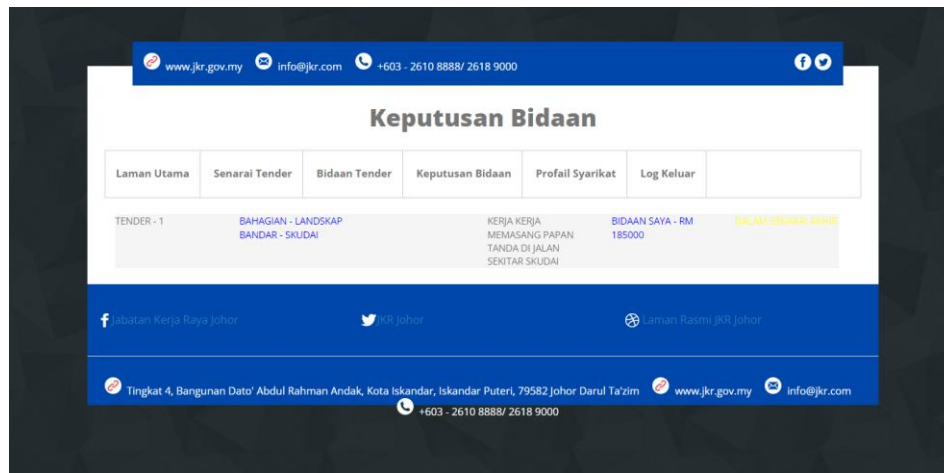 www.jkr.gov.my info@jkr.com +603 - 2610 8888/ 2618 9000
Keputusan Bidaan
Laman Utama Senarai Tender Bidaan Tender Keputusan Bidaan Profail Syarikat Log Keluar
TENDER - 1 BAHAGIAN - LANDSKAP KERJA KERJA BIDAAN SAYA - RM DALAM SENARAI AKHIR
BANDAR - SKUDAI MEMASANG PAPAN 185000
TANDA DI JALAN
SEKITAR SKUDAI
Jabatan Kerja Raya Johor JKR Johor Laman Rasmi JKR Johor
Tingkat 4, Bangunan Dato' Abdul Rahman Andak, Kota Iskandar, Iskandar Puteri, 79582 Johor Darul Ta'zim www.jkr.gov.my info@jkr.com
+603 - 2610 8888/ 2618 9000